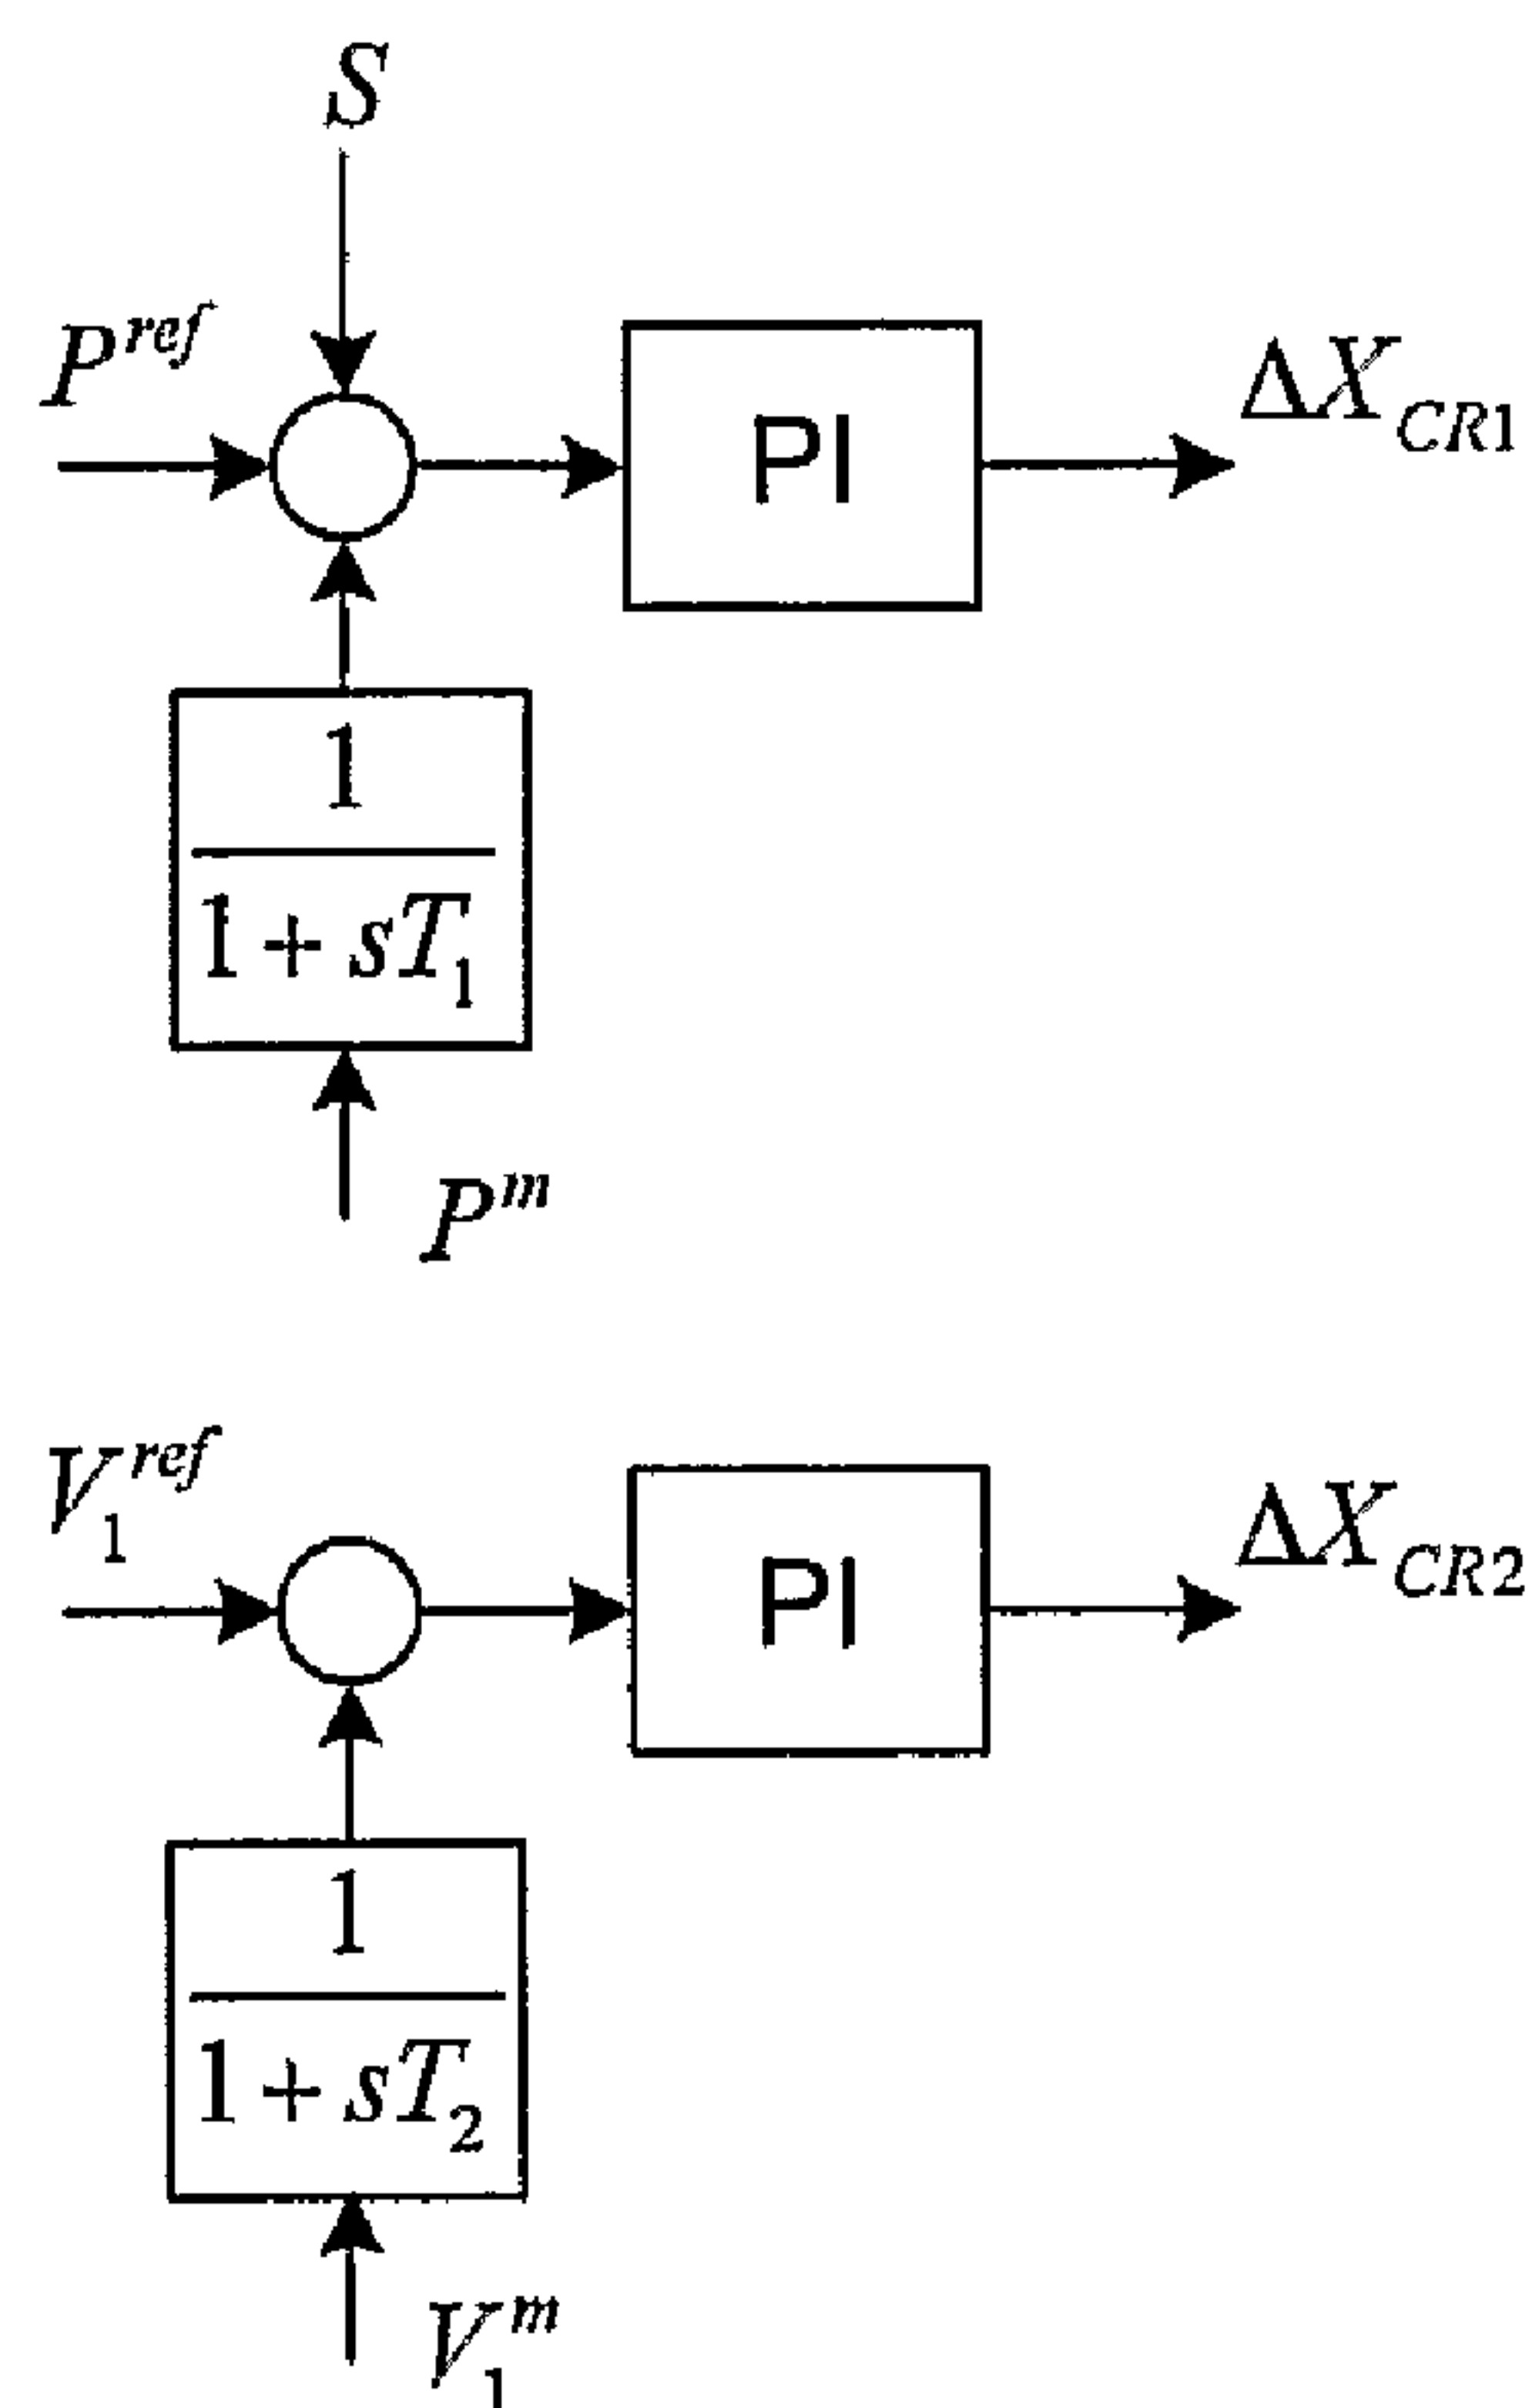 S
P^ref
PI
ΔX_CR1
1
1 + sT_1
P^m
V_1^ref
PI
ΔX_CR2
1
1 + sT_2
V_1^m